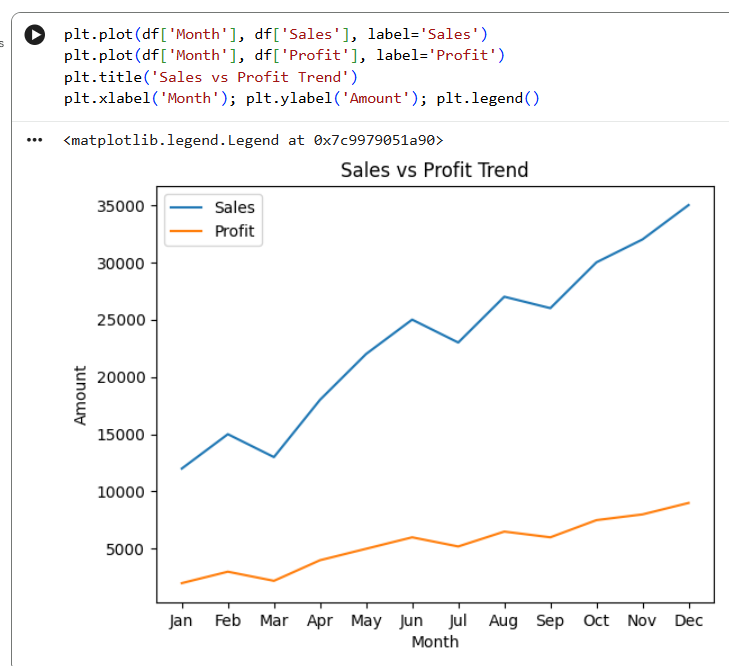 plt.plot(df['Month'], df['Sales'], label='Sales')
plt.plot(df['Month'], df['Profit'], label='Profit')
plt.title('Sales vs Profit Trend')
plt.xlabel('Month'); plt.ylabel('Amount'); plt.legend()
s
<matplotlib.legend.Legend at 0x7c9979051a90>
Sales vs Profit Trend
Sales
Profit
35000
30000
25000
20000
15000
10000
5000
Amount
Jan Feb Mar Apr May Jun Jul Aug Sep Oct Nov Dec
Month